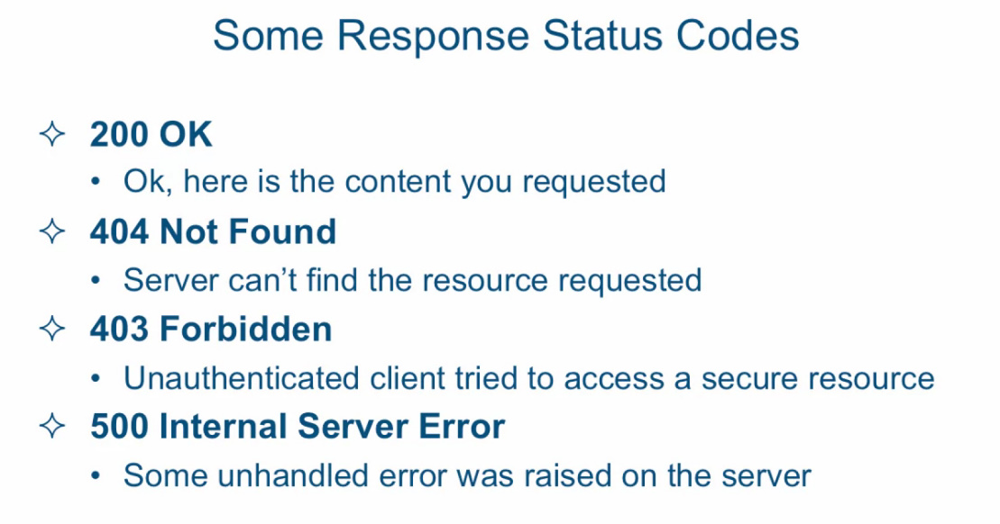 Some Response Status Codes
✧ 200 OK
• Ok, here is the content you requested
✧ 404 Not Found
• Server can’t find the resource requested
✧ 403 Forbidden
• Unauthenticated client tried to access a secure resource
✧ 500 Internal Server Error
• Some unhandled error was raised on the server